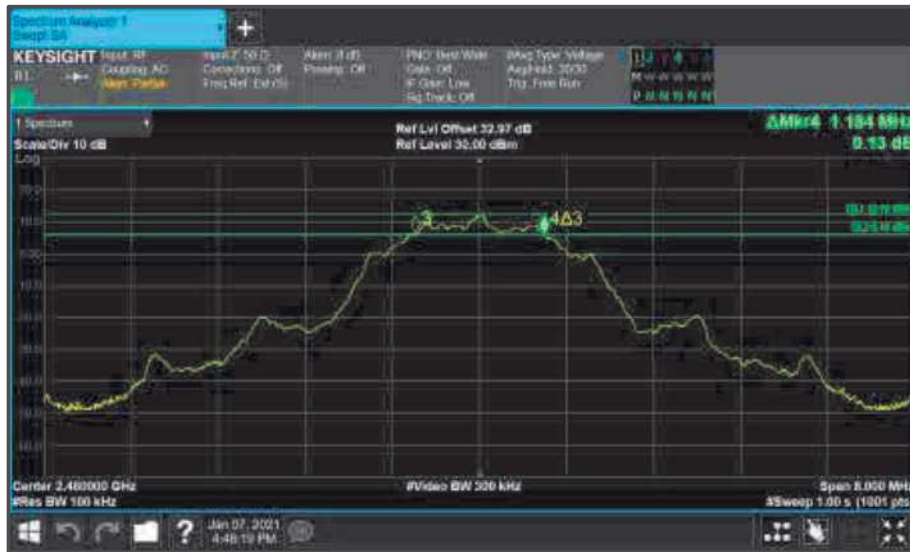 Spectrum Analyzer 1
Swept SA
+
KEYSIGHT Input: RF
Coupling: AC
Align: Partial
Corrections: Off
Freq Ref: Ext (S)
Atten: 8 dB
Preamp: Off
PNO: Best Wide
Gate: Off
IF Gain: Low
Sig Track: Off
Avg Type: Voltage
Avg|Hold: 30/30
Trig: Free Run
M W W W W W W
P N N N N N N
1 Spectrum
Scale/Div 10 dB
Ref Lvl Offset 32.97 dB
Ref Level 30.00 dBm
ΔMkr4 1.184 MHz
0.13 dB
Log
3
4Δ3
Center 2.480000 GHz
#Res BW 100 kHz
#Video BW 300 kHz
Span 8.000 MHz
#Sweep 1.00 s (1001 pts)
?
Jan 07, 2021
4:48:19 PM